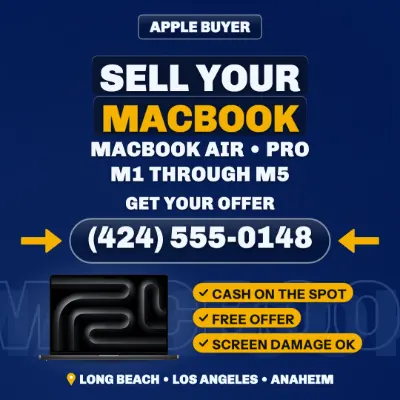 APPLE BUYER
SELL YOUR
MACBOOK
MACBOOK AIR • PRO
M1 THROUGH M5
GET YOUR OFFER
(424) 555-0148
CASH ON THE SPOT
FREE OFFER
SCREEN DAMAGE OK
LONG BEACH • LOS ANGELES • ANAHEIM